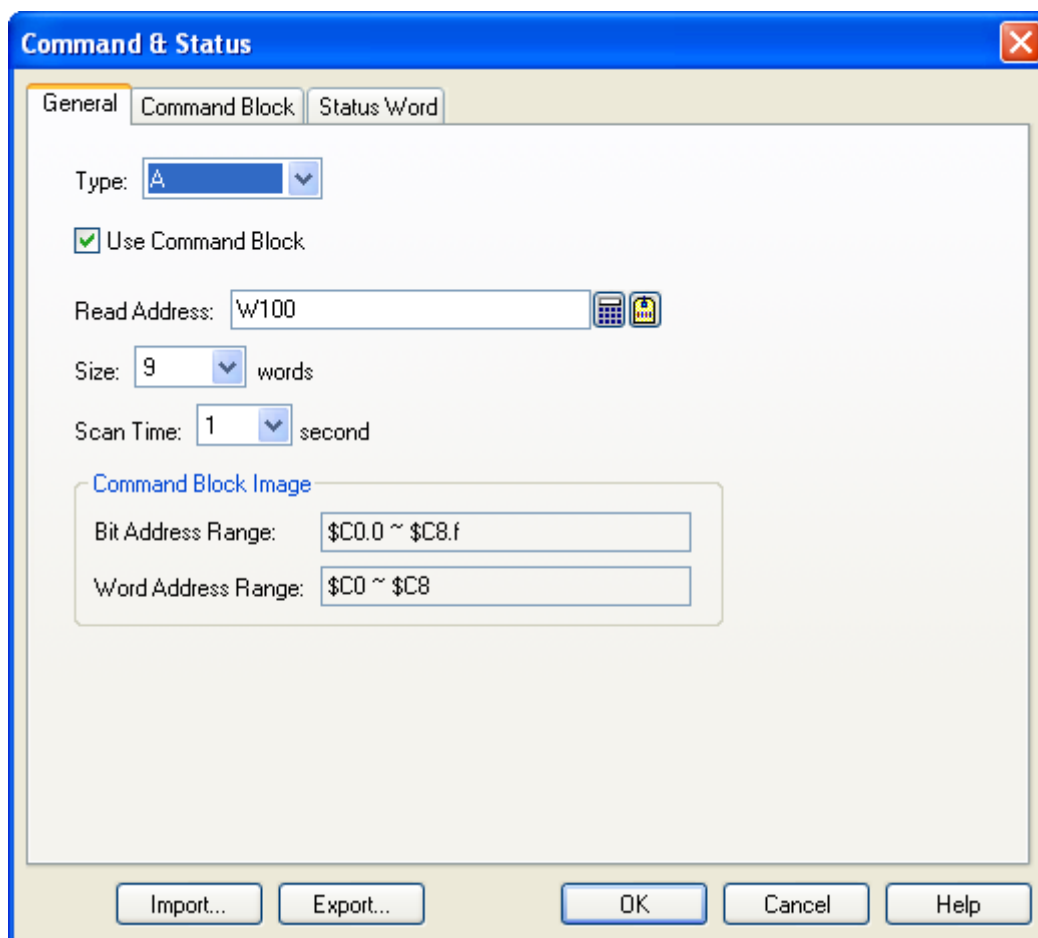 Command & Status
General Command Block Status Word
Type: A
Use Command Block
Read Address: W100
Size: 9 words
Scan Time: 1 second
Command Block Image
Bit Address Range: $C0.0 ~ $C8.f
Word Address Range: $C0 ~ $C8
Import... Export... OK Cancel Help